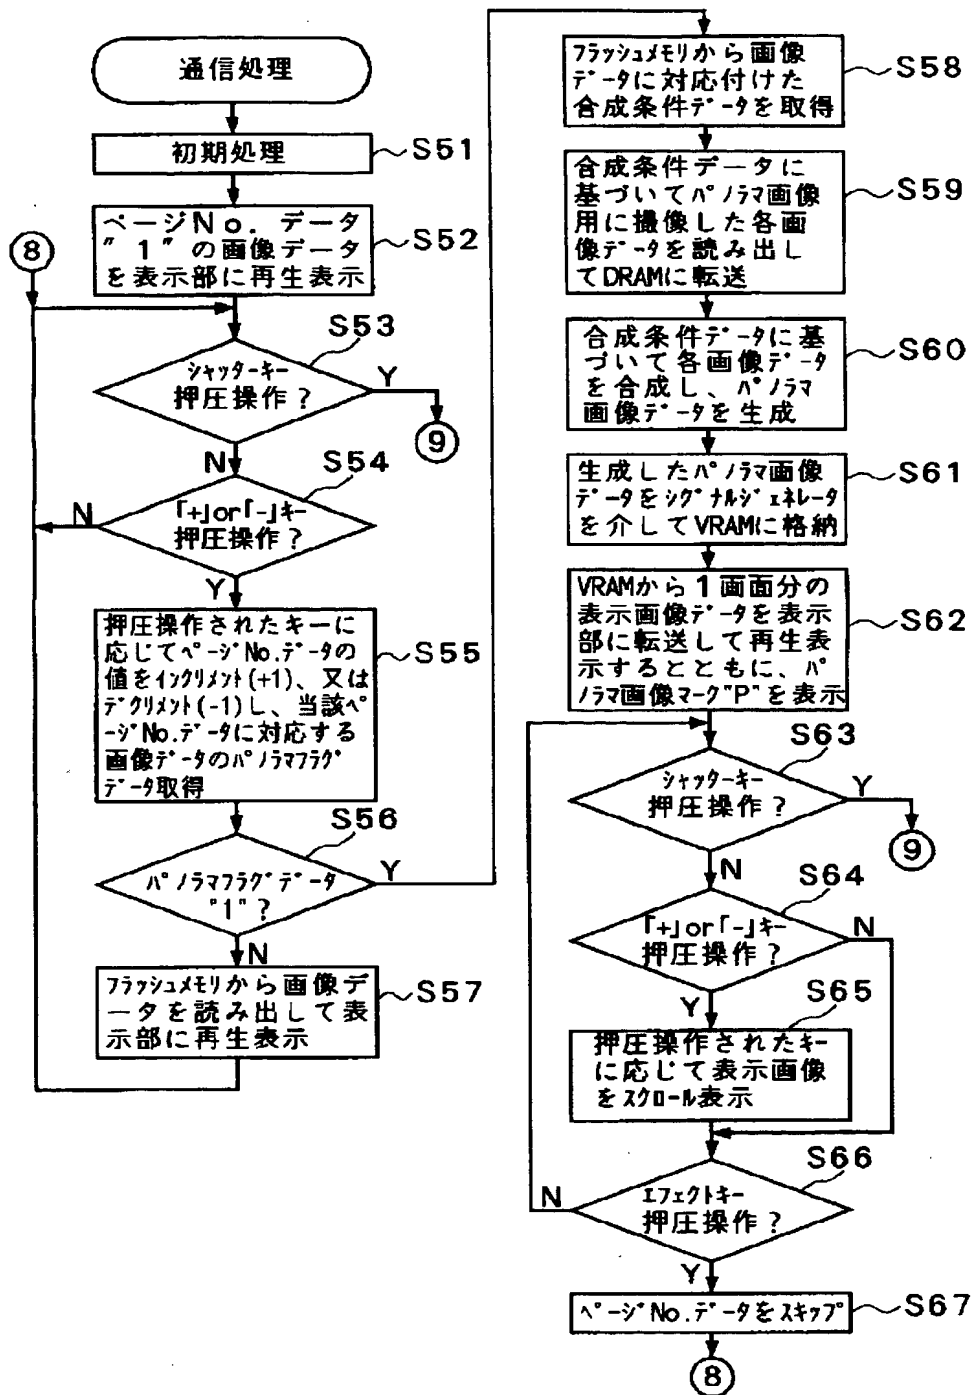 通信処理
初期処理
S51
ページNo. データ
"1"の画像データ
を表示部に再生表示
S52
⑧
S53
シャッターキー
押圧操作?
Y
⑨
N
S54
「+」or「-」キー
押圧操作?
N
Y
押圧操作されたキーに
応じてページNo.データの
値をインクリメント(+1)、又は
デクリメント(-1)し、当該ペ
ージNo.データに対応する
画像データのパノラマフラグ
データ取得
S55
S56
パノラマフラグデータ
"1"?
Y
N
フラッシュメモリから画像デ
ータを読み出して表
示部に再生表示
S57
フラッシュメモリから画像
データに対応付けた
合成条件データを取得
S58
合成条件データに
基づいてパノラマ画像
用に撮像した各画
像データを読み出し
てDRAMに転送
S59
合成条件データに基
づいて各画像データ
を合成し、パノラマ
画像データを生成
S60
生成したパノラマ画像
データをシグナルジェネレータ
を介してVRAMに格納
S61
VRAMから1画面分の
表示画像データを表示
部に転送して再生表
示するとともに、パ
ノラマ画像マーク"P"を表示
S62
S63
シャッターキー
押圧操作?
Y
⑨
N
S64
「+」or「-」キー
押圧操作?
N
Y
S65
押圧操作されたキー
に応じて表示画像
をスクロール表示
S66
エフェクトキー
押圧操作?
N
Y
ページNo.データをスキップ
S67
⑧